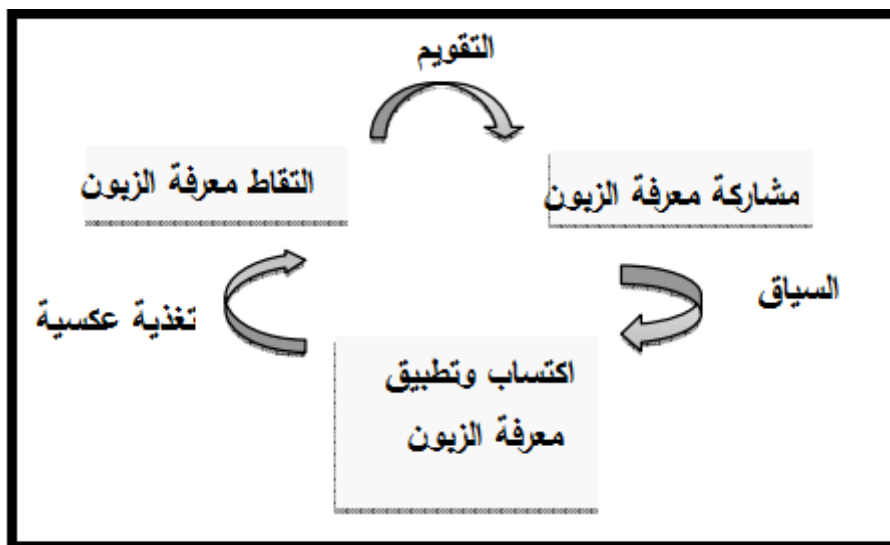 التقويم
مشاركة معرفة الزبون
التقاط معرفة الزبون
السياق
تغذية عكسية
اكتساب وتطبيق
معرفة الزبون